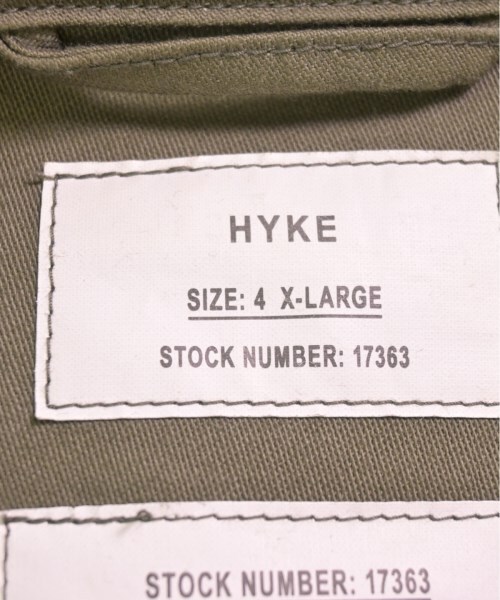 HYKE
SIZE: 4 X-LARGE
STOCK NUMBER: 17363
STOCK NUMBER: 17363